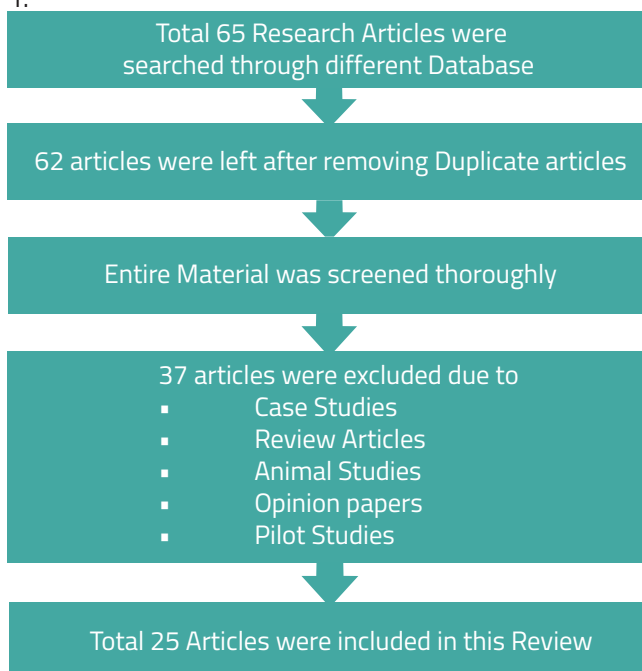 1.
Total 65 Research Articles were
searched through different Database
62 articles were left after removing Duplicate articles
Entire Material was screened thoroughly
37 articles were excluded due to
▪ Case Studies
▪ Review Articles
▪ Animal Studies
▪ Opinion papers
▪ Pilot Studies
Total 25 Articles were included in this Review